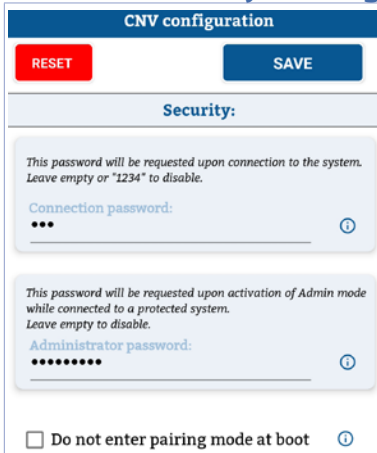 CNV configuration
RESET SAVE
Security:
This password will be requested upon connection to the system.
Leave empty or "1234" to disable.
Connection password:
•••
This password will be requested upon activation of Admin mode
while connected to a protected system.
Leave empty to disable.
Administrator password:
•••••••••
Do not enter pairing mode at boot